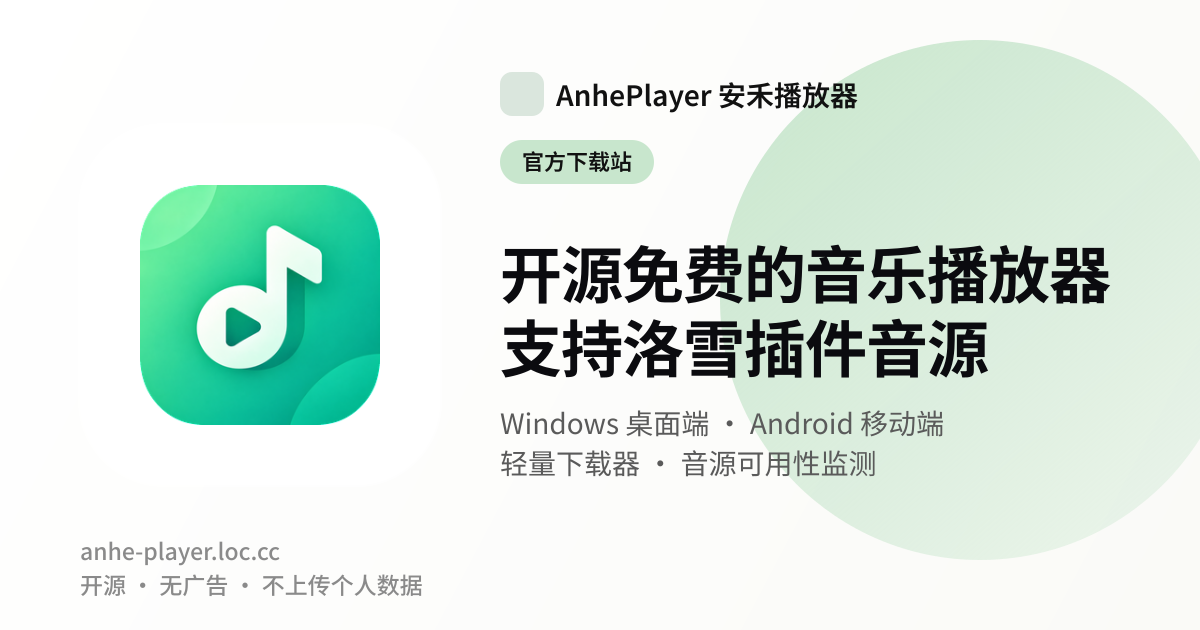 AnhePlayer 安禾播放器
官方下载站
开源免费的音乐播放器
支持洛雪插件音源
Windows 桌面端 · Android 移动端
轻量下载器 · 音源可用性监测
anhe-player.loc.cc
开源 · 无广告 · 不上传个人数据